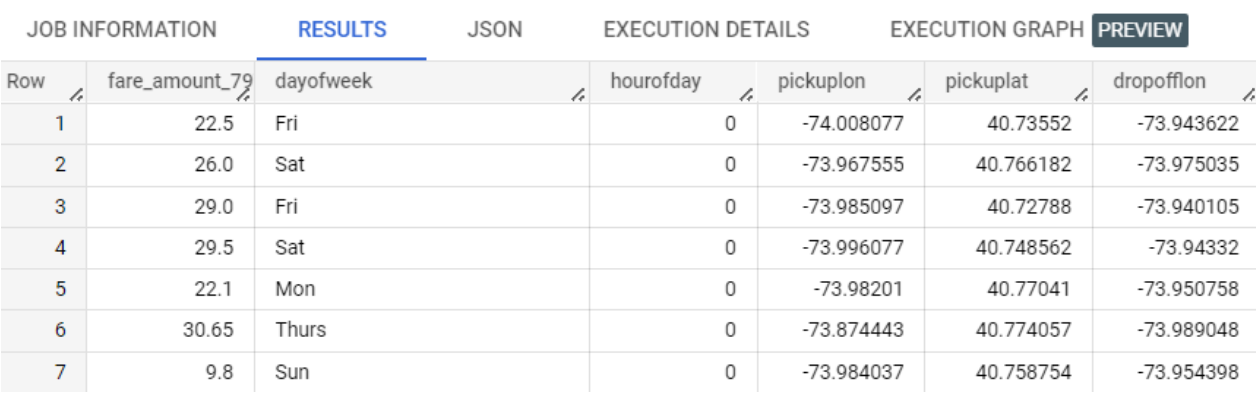 JOB INFORMATION RESULTS JSON EXECUTION DETAILS EXECUTION GRAPH PREVIEW
Row fare_amount_79 dayofweek hourofday pickuplon pickuplat dropofflon
1 22.5 Fri 0 -74.008077 40.73552 -73.943622
2 26.0 Sat 0 -73.967555 40.766182 -73.975035
3 29.0 Fri 0 -73.985097 40.72788 -73.940105
4 29.5 Sat 0 -73.996077 40.748562 -73.94332
5 22.1 Mon 0 -73.98201 40.77041 -73.950758
6 30.65 Thurs 0 -73.874443 40.774057 -73.989048
7 9.8 Sun 0 -73.984037 40.758754 -73.954398